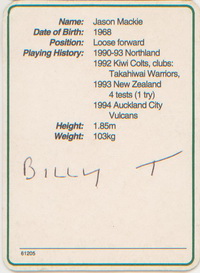 Name: Jason Mackie
Date of Birth: 1968
Position: Loose forward
Playing History: 1990-93 Northland
1992 Kiwi Colts, clubs:
Takahiwai Warriors,
1993 New Zealand
4 tests (1 try)
1994 Auckland City
Vulcans
Height: 1.85m
Weight: 103kg
BILLY T
61205